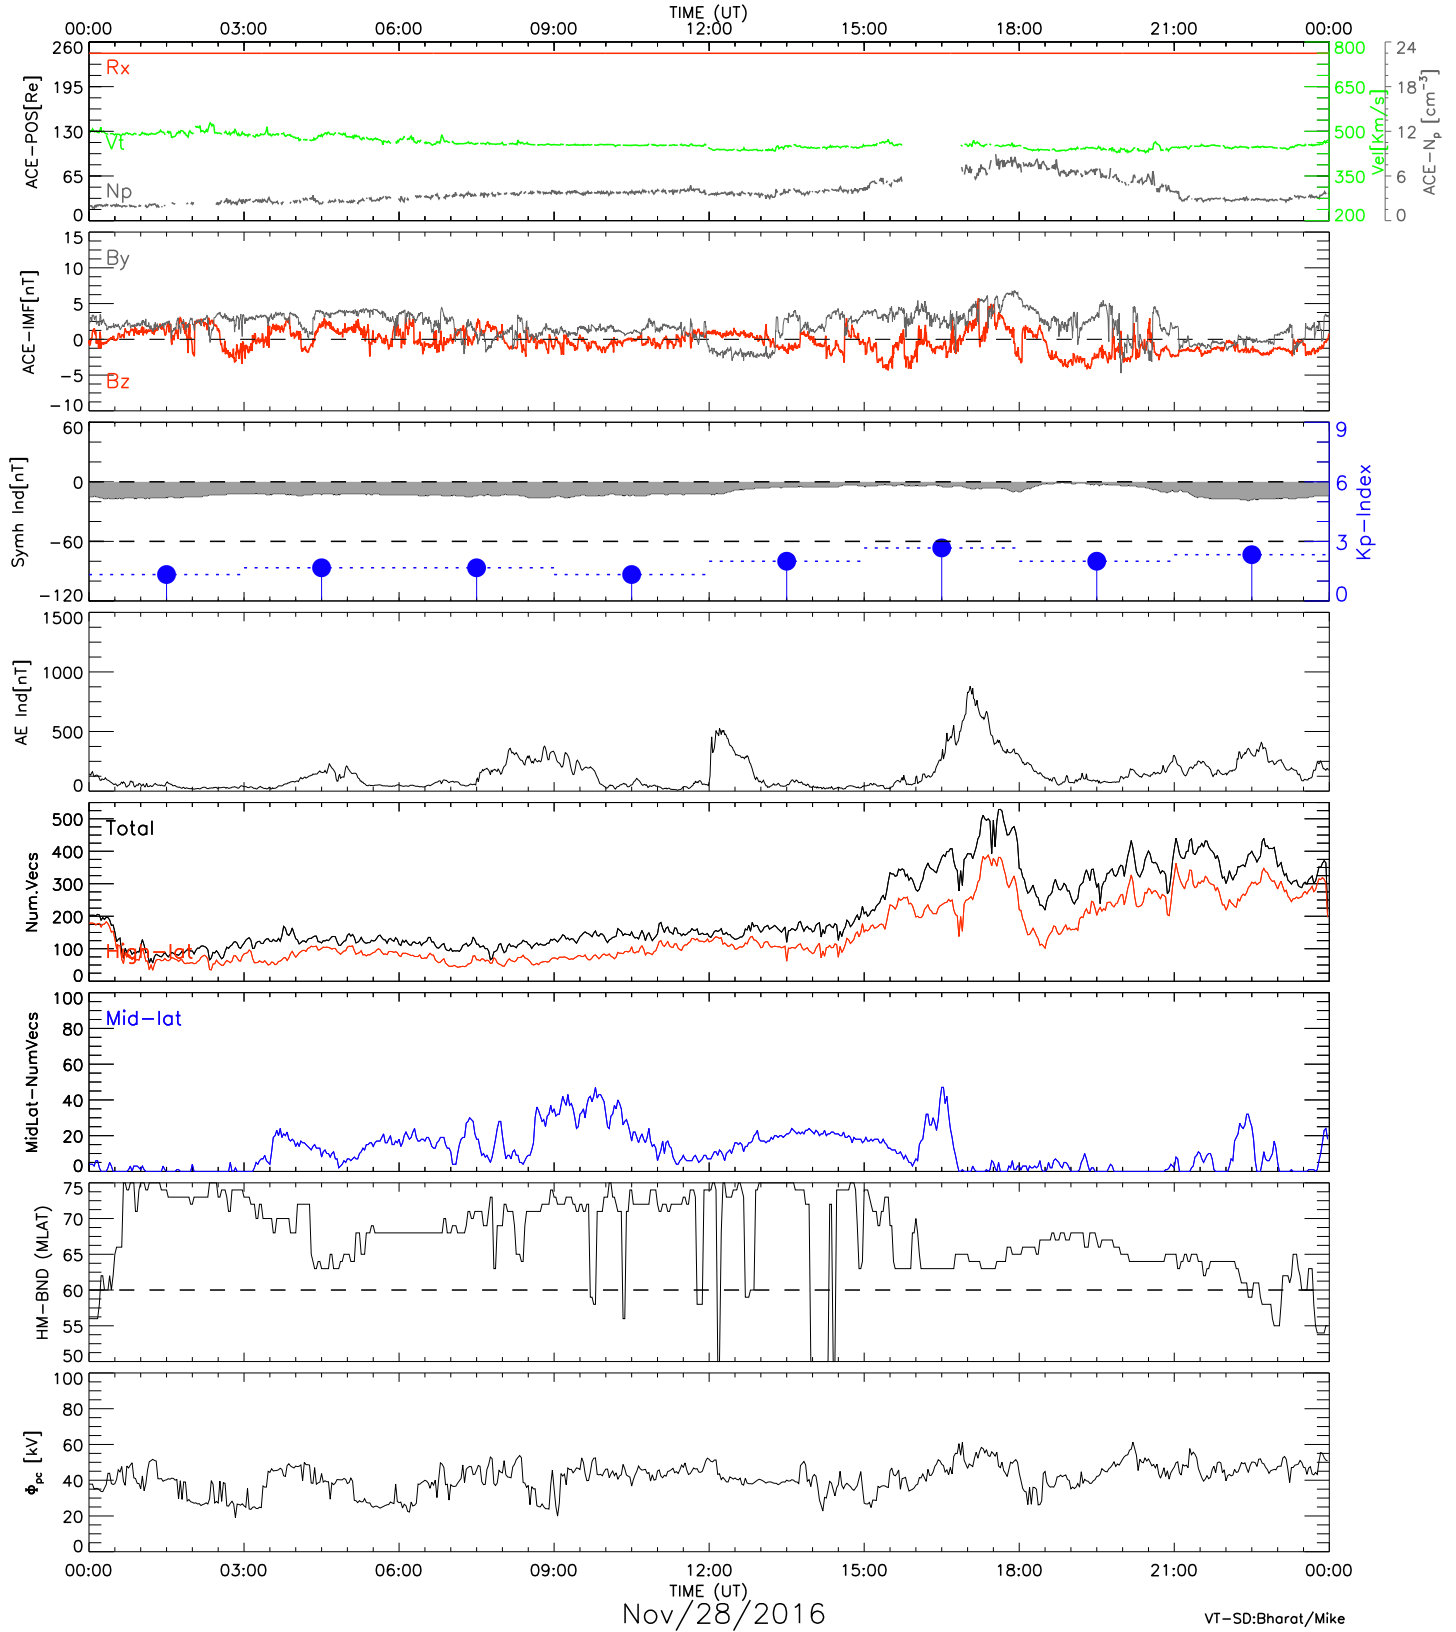 TIME (UT)
00:00 03:00 06:00 09:00 12:00 15:00 18:00 21:00 00:00
ACE-POS[Re]
260
195
130
65
0
Rx
Vt
Np
800
650
500
350
200
Vel[Km/s]
24
18
12
6
0
ACE-Np [cm-3]
ACE-IMF[nT]
15
10
5
0
-5
-10
By
Bz
Symh Ind[nT]
60
0
-60
-120
9
6
3
0
Kp-Index
AE Ind[nT]
1500
1000
500
0
Num.Vecs
500
400
300
200
100
0
Total
High-lat
MidLat-NumVecs
100
80
60
40
20
0
Mid-lat
HM-BND (MLAT)
75
70
65
60
55
50
Φpc [kV]
100
80
60
40
20
0
00:00 03:00 06:00 09:00 12:00 15:00 18:00 21:00 00:00
TIME (UT)
Nov/28/2016
VT-SD:Bharat/Mike